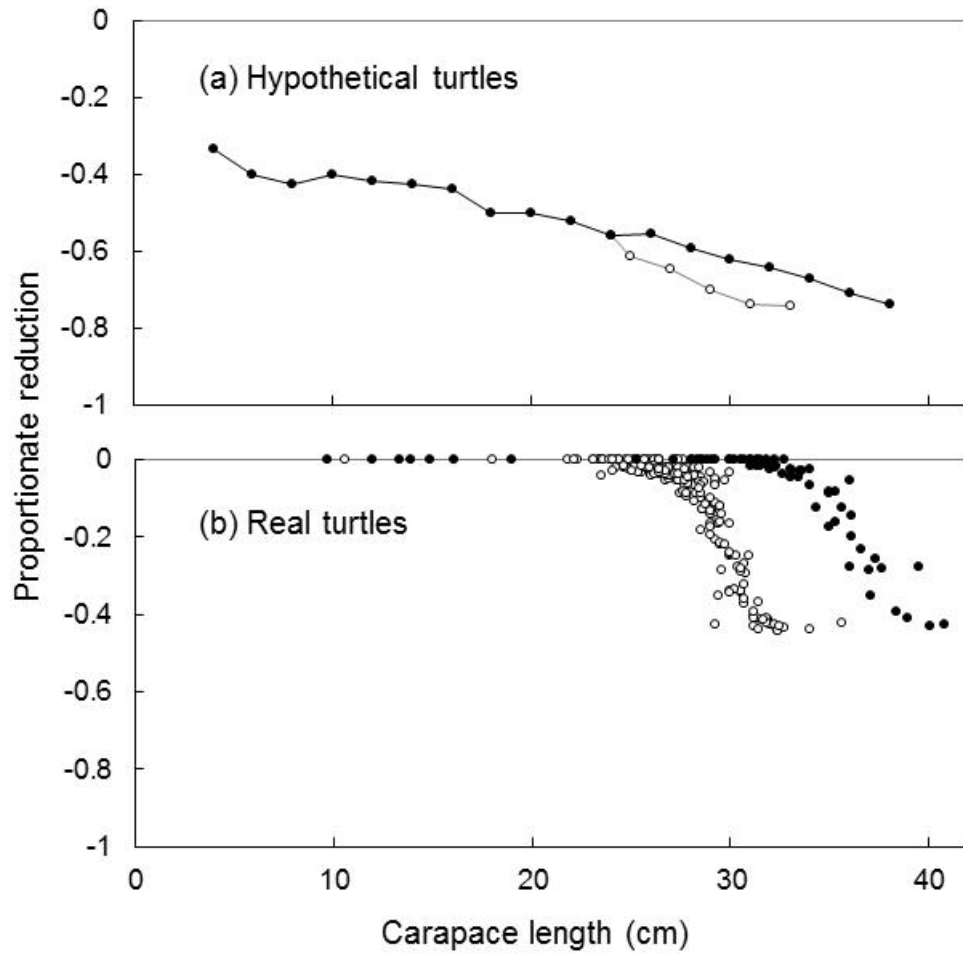 0
-0.2
-0.4
-0.6
-0.8
-1
(a) Hypothetical turtles
0
-0.2
-0.4
-0.6
-0.8
-1
(b) Real turtles
Proportionate reduction
0 10 20 30 40
Carapace length (cm)